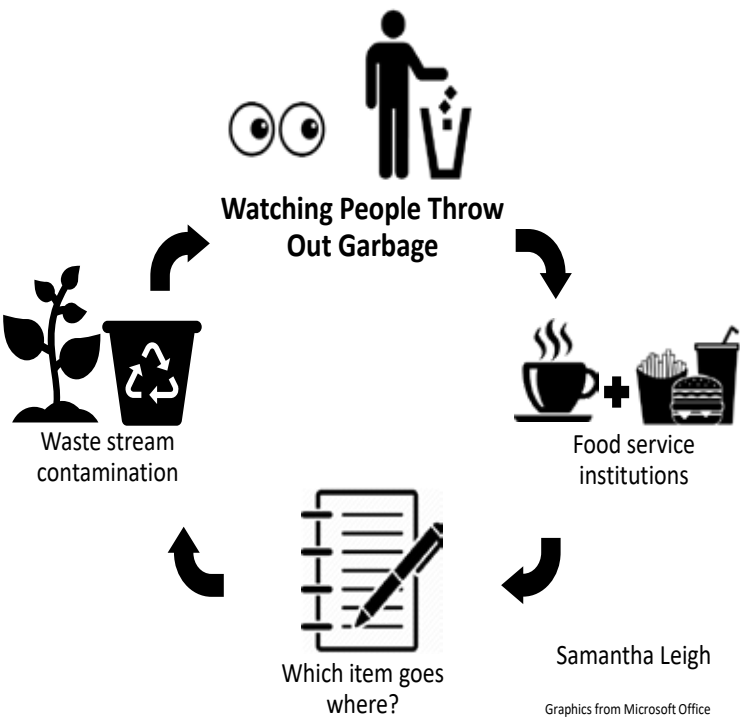 Watching People Throw
Out Garbage
Food service
institutions
Which item goes
where?
Waste stream
contamination
Samantha Leigh
Graphics from Microsoft Office